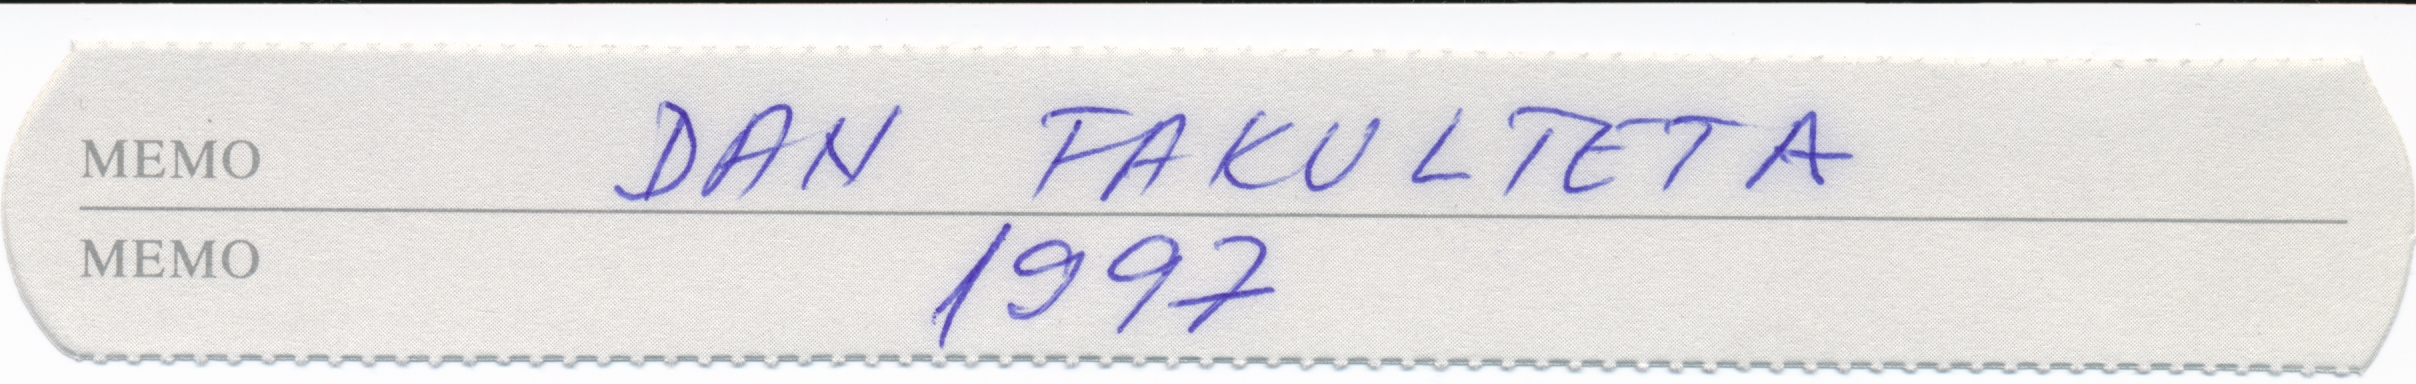 MEMO DAN FAKULTETA
MEMO 1997